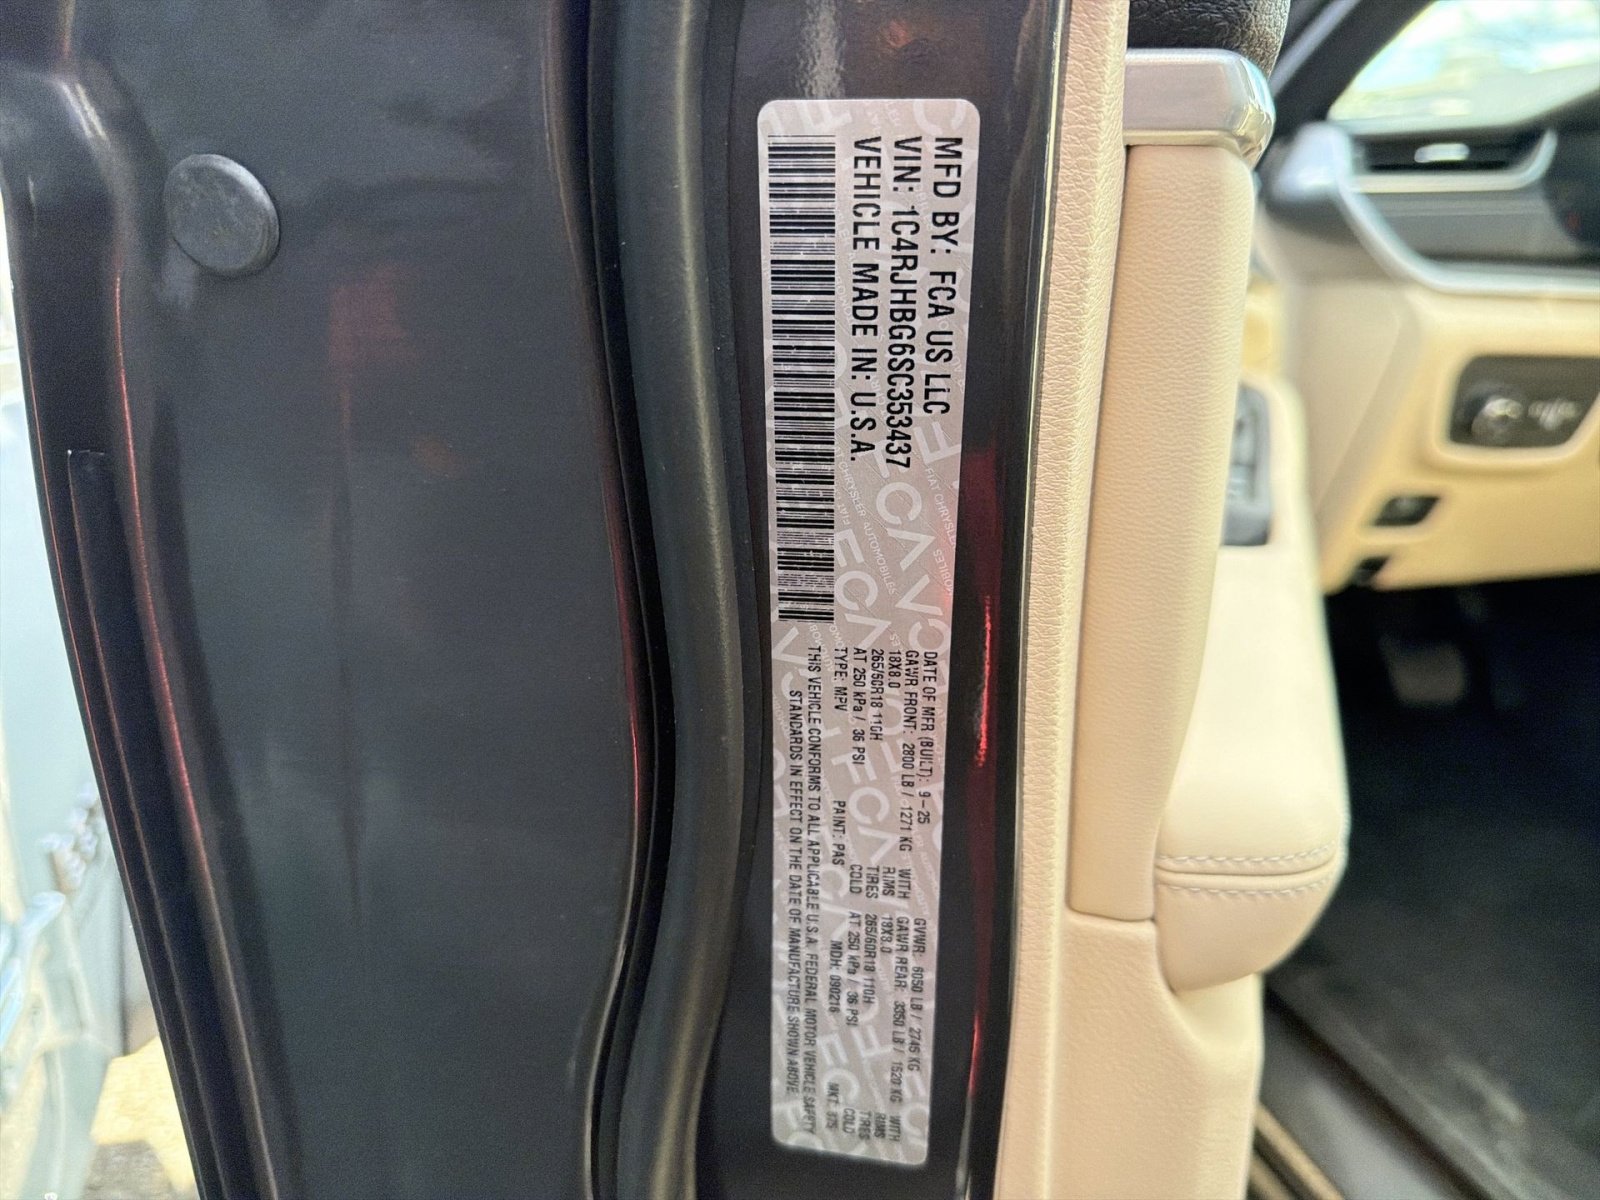 MFD BY: FCA US LLC
VIN: 1C4RJHBG6SC353437
VEHICLE MADE IN: U.S.A.
DATE OF MFR (BUILT): 9-25 GVWR: 6050 LB / 2745 KG
GAWR FRONT: 2800 LB / 1271 KG WITH GAWR REAR: 3350 LB / 1520 KG WITH
18X8.0 RIMS 18X8.0 RIMS
265/60R18 110H TIRES 265/60R18 110H TIRES
AT 250 kPa / 36 PSI COLD AT 250 kPa / 36 PSI COLD
TYPE: MPV PAINT: PAS MDH: 090216 MKT:
THIS VEHICLE CONFORMS TO ALL APPLICABLE U.S.A. FEDERAL MOTOR VEHICLE SAFETY
STANDARDS IN EFFECT ON THE DATE OF MANUFACTURE SHOWN ABOVE.